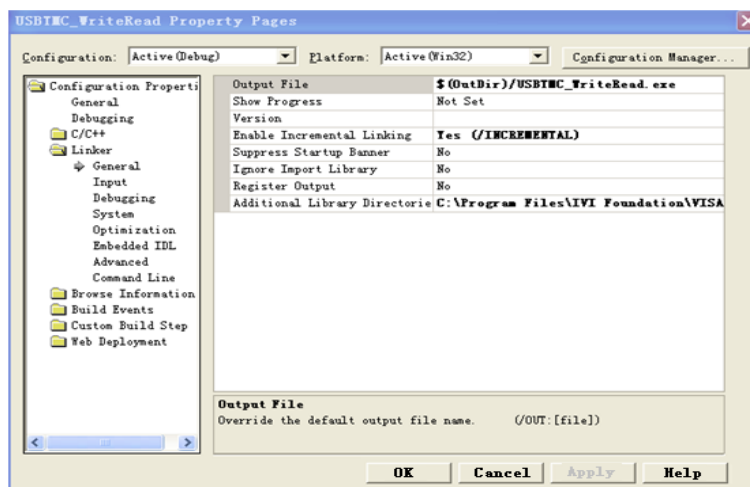 USBTMC_WriteRead Property Pages
Configuration: Active(Debug) Platform: Active(Win32) Configuration Manager...
Configuration Properti
General
Debugging
C/C++
Linker
General
Input
Debugging
System
Optimization
Embedded IDL
Advanced
Command Line
Browse Information
Build Events
Custom Build Step
Web Deployment
Output File $(OutDir)/USBTMC_WriteRead.exe
Show Progress Not Set
Version
Enable Incremental Linking Yes (/INCREMENTAL)
Suppress Startup Banner No
Ignore Import Library No
Register Output No
Additional Library Directorie C:\Program Files\IVI Foundation\VISA
Output File
Override the default output file name. (/OUT:[file])
OK Cancel Apply Help